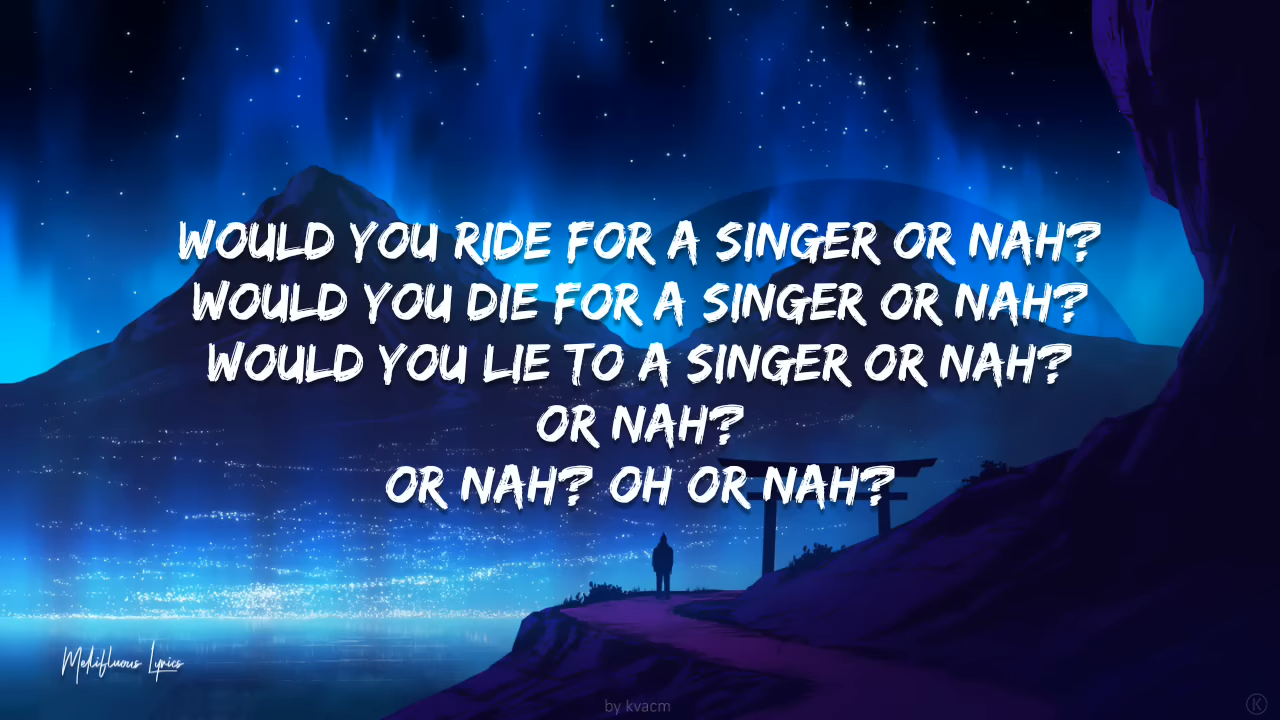 WOULD YOU RIDE FOR A SINGER OR NAH?
WOULD YOU DIE FOR A SINGER OR NAH?
WOULD YOU LIE TO A SINGER OR NAH?
OR NAH?
OR NAH? OH OR NAH?
Mellifluous Lyrics
by kvacm
K